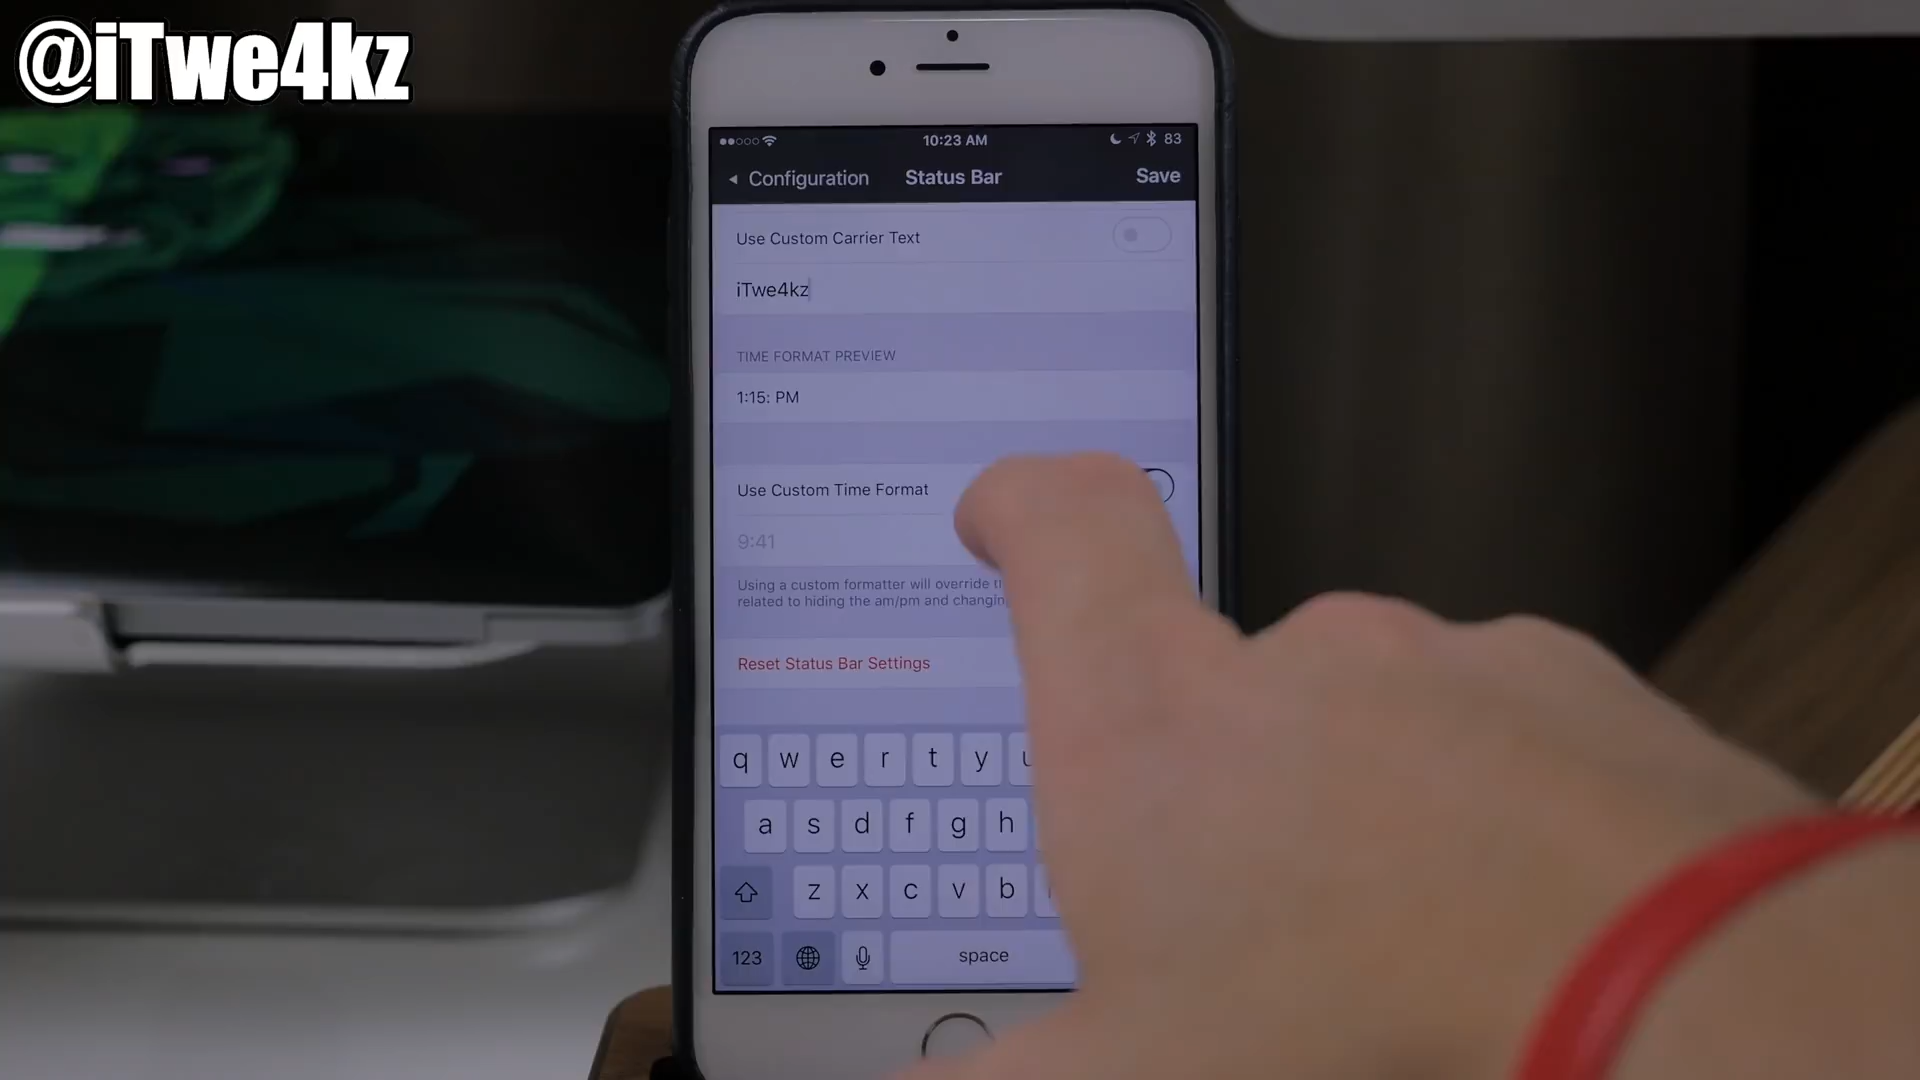 @iTwe4kz
10:23 AM
83
Configuration
Status Bar
Save
Use Custom Carrier Text
iTwe4kz
TIME FORMAT PREVIEW
1:15: PM
Use Custom Time Format
9:41
Using a custom formatter will override
related to hiding the am/pm and
Reset Status Bar Settings
q w e r t y
a s d f g h
z x c v b
123
space